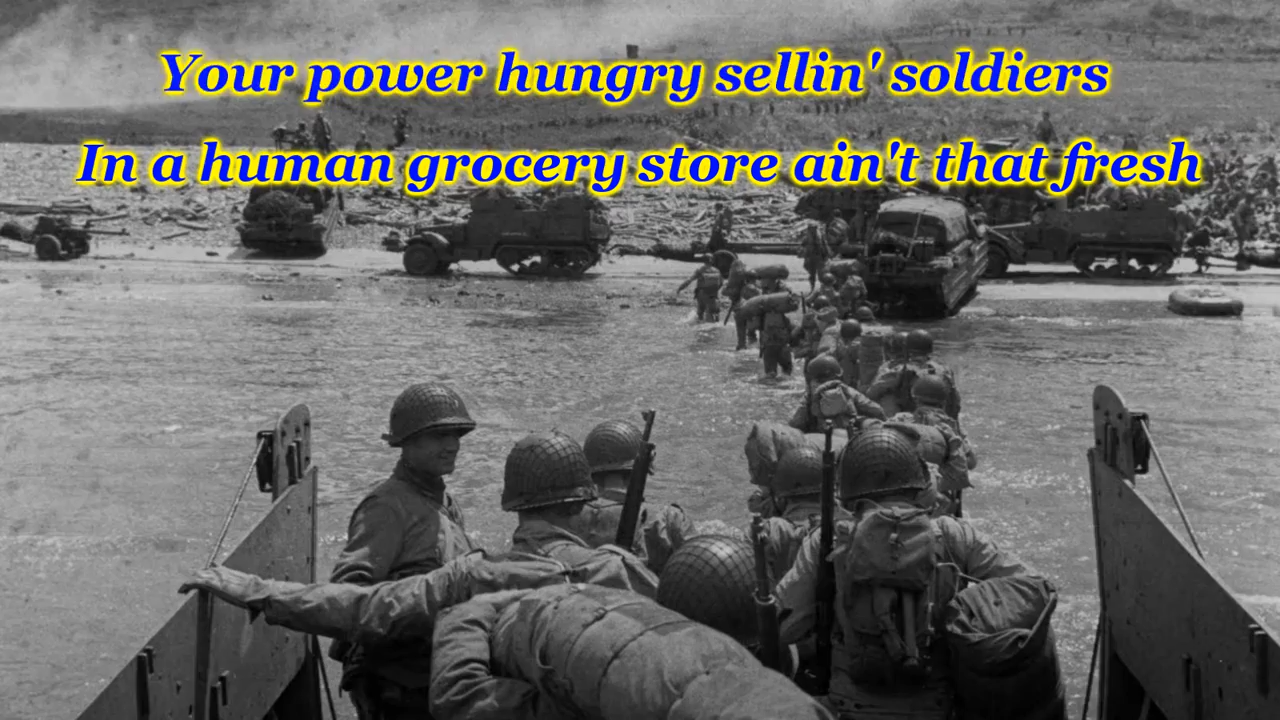 Your power hungry sellin' soldiers
In a human grocery store ain't that fresh